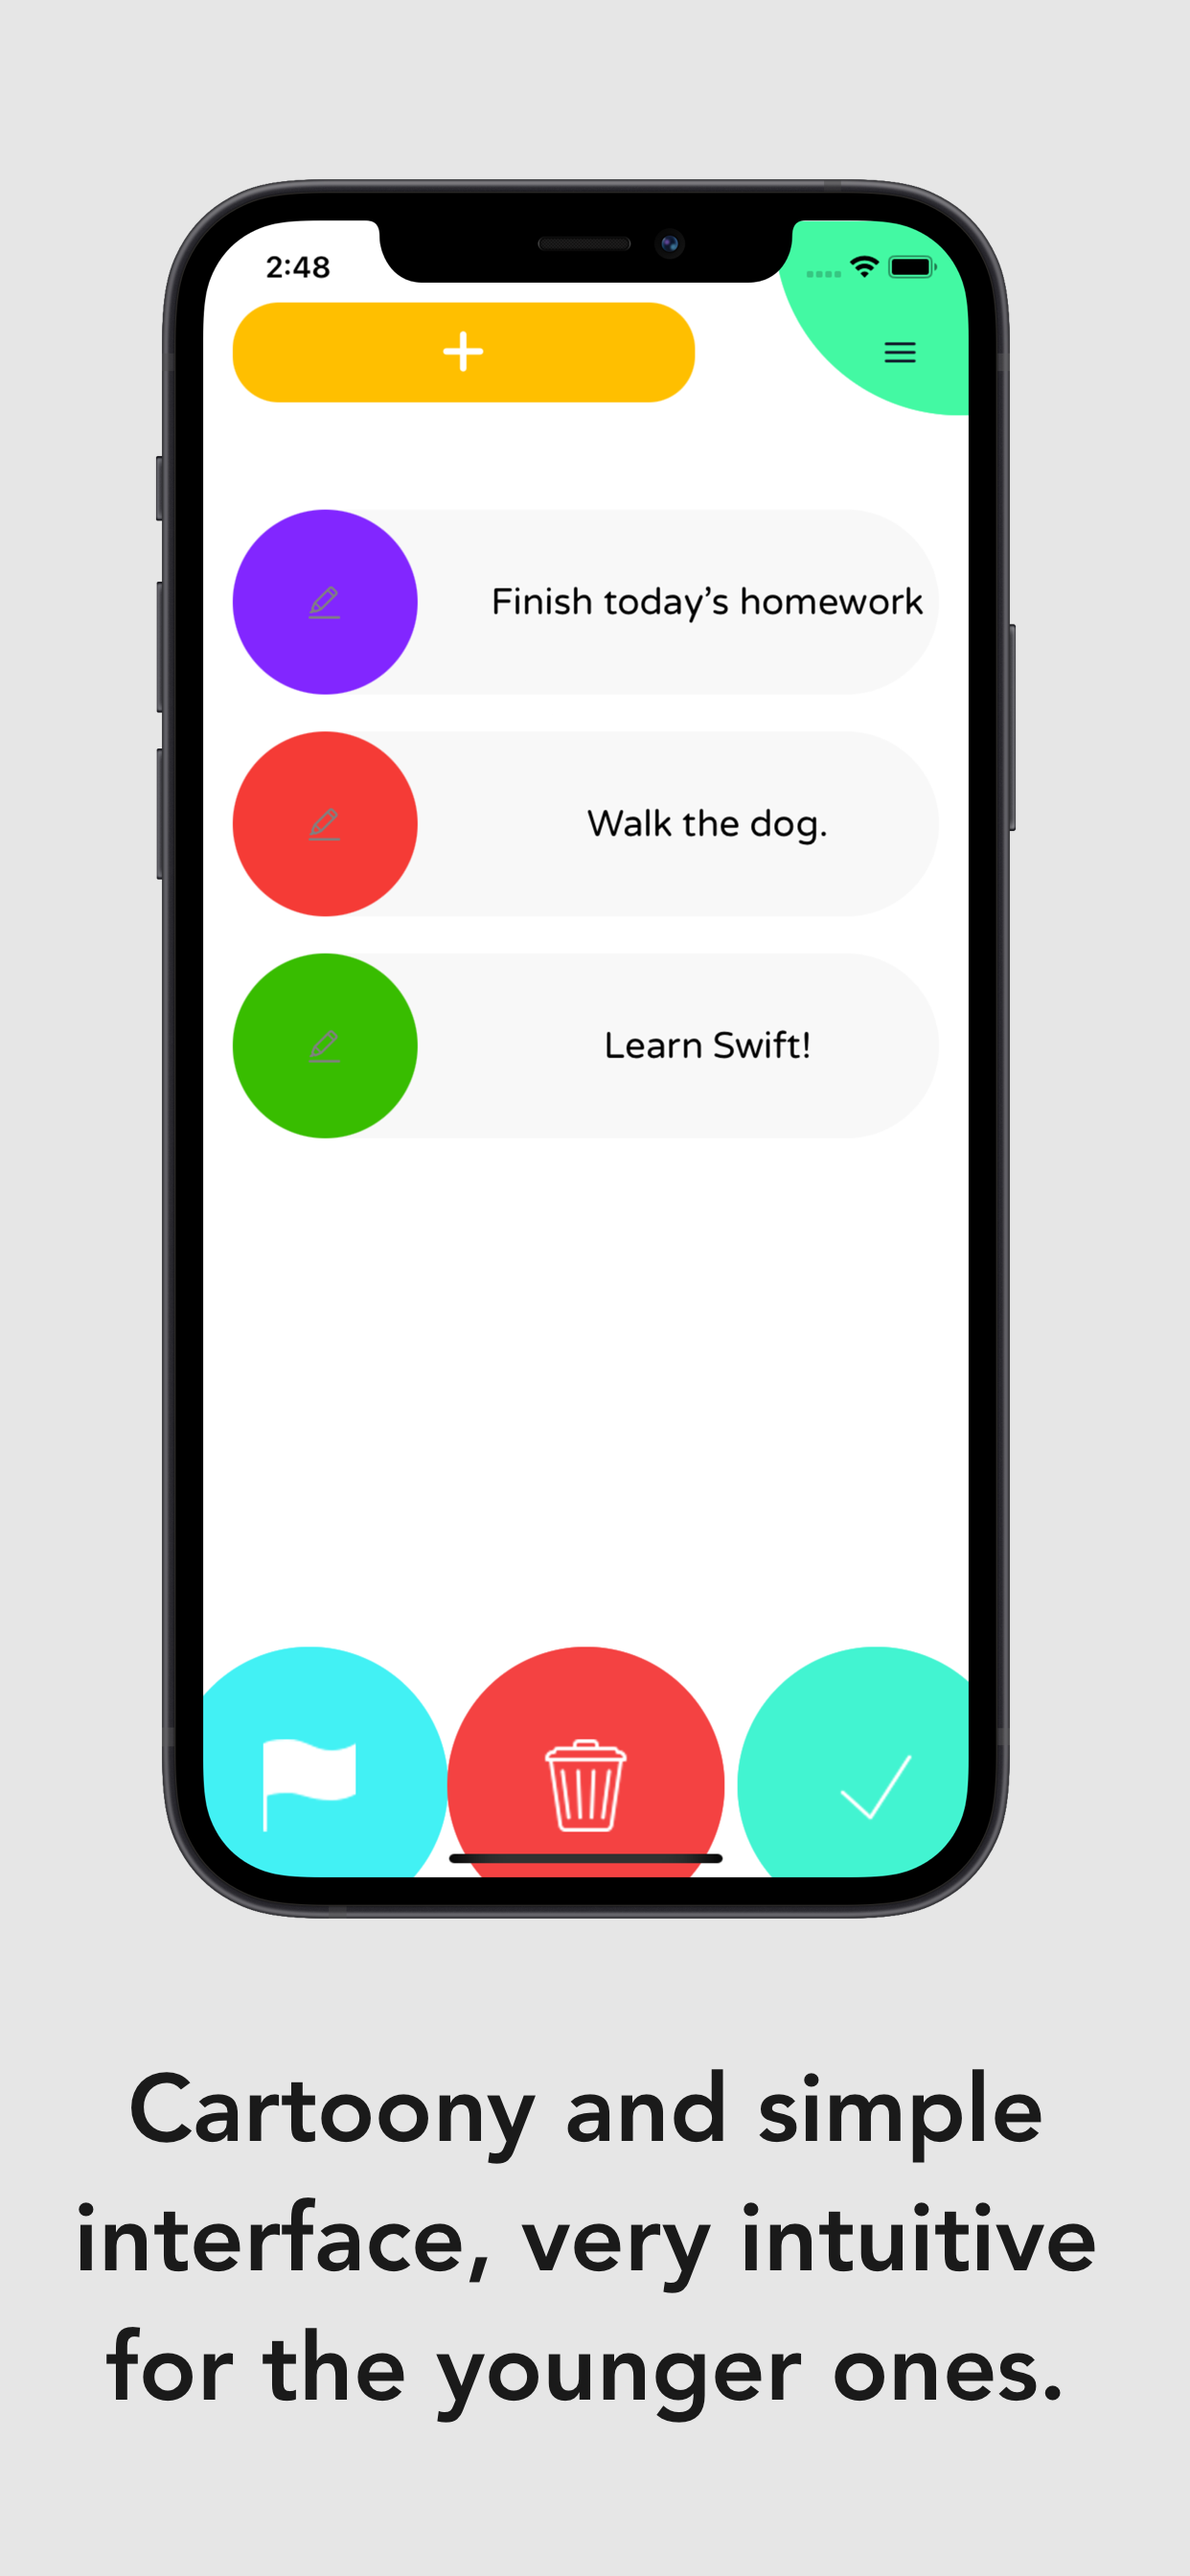 2:48
Finish today’s homework
Walk the dog.
Learn Swift!
Cartoony and simple
interface, very intuitive
for the younger ones.